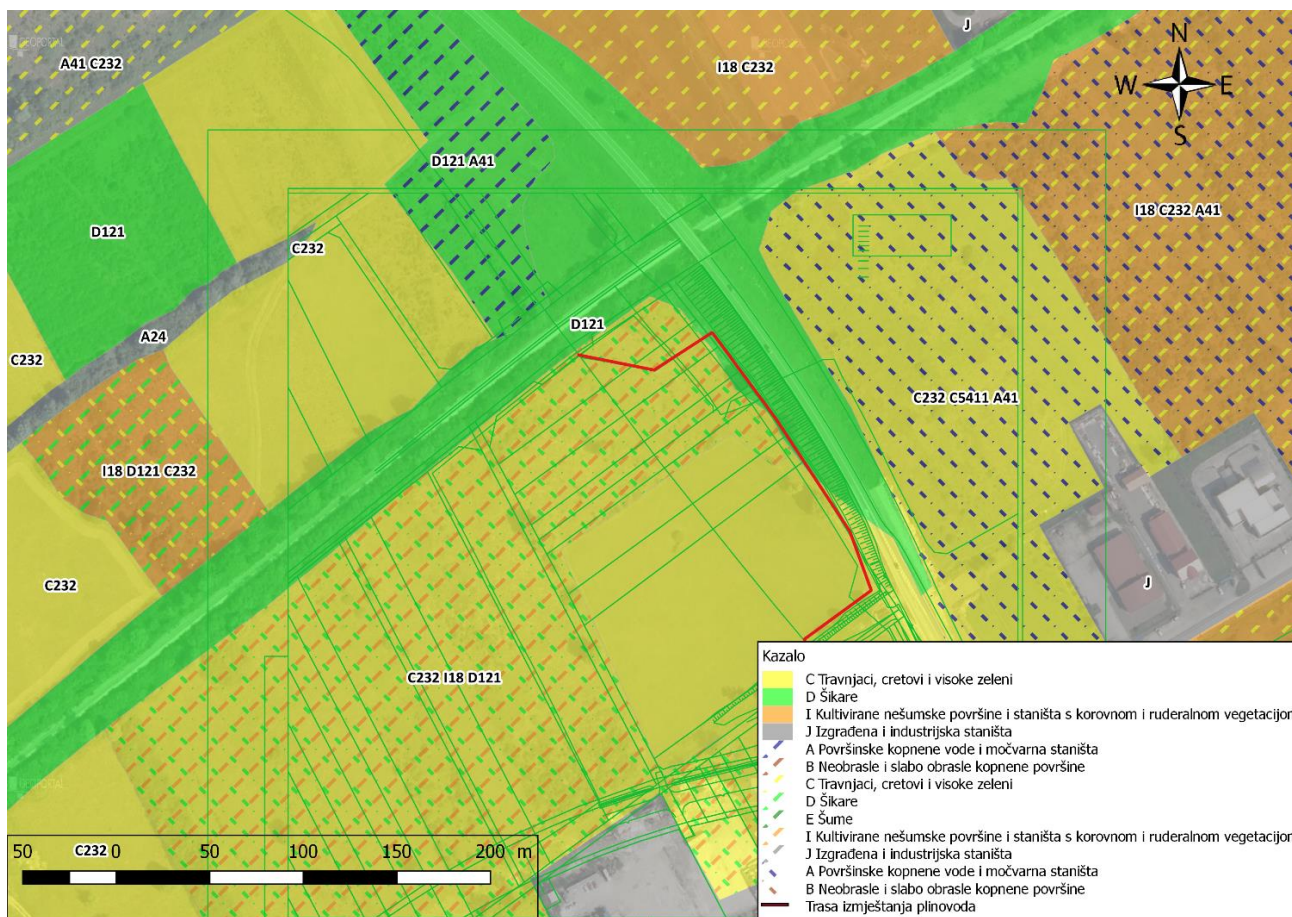 J
A41 C232
I18 C232
N
W
E
S
D121 A41
I18 C232 A41
D121
C232
D121
A24
C232
C232 C5411 A41
I18 D121 C232
C232
J
C232 I18 D121
Kazalo
C Travnjaci, cretovi i visoke zeleni
D Šikare
I Kultivirane nešumske površine i staništa s korovnom i ruderalnom vegetacijom
J Izgrađena i industrijska staništa
A Površinske kopnene vode i močvarna staništa
B Neobrasle i slabo obrasle kopnene površine
C Travnjaci, cretovi i visoke zeleni
D Šikare
E Šume
I Kultivirane nešumske površine i staništa s korovnom i ruderalnom vegetacijom
J Izgrađena i industrijska staništa
A Površinske kopnene vode i močvarna staništa
B Neobrasle i slabo obrasle kopnene površine
Trasa izmještanja plinovoda
C232
50 0 50 100 150 200 m